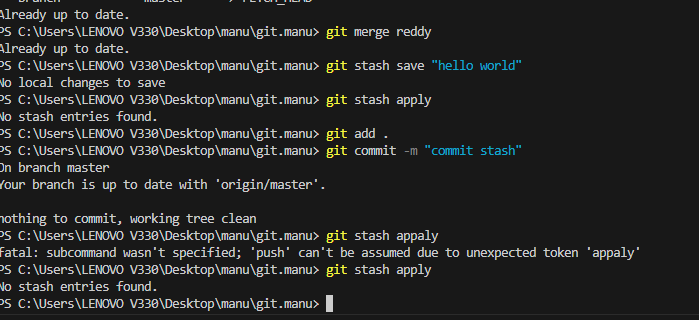 Already up to date.
PS C:\Users\LENOVO V330\Desktop\manu\git.manu> git merge reddy
Already up to date.
PS C:\Users\LENOVO V330\Desktop\manu\git.manu> git stash save "hello world"
No local changes to save
PS C:\Users\LENOVO V330\Desktop\manu\git.manu> git stash apply
No stash entries found.
PS C:\Users\LENOVO V330\Desktop\manu\git.manu> git add .
PS C:\Users\LENOVO V330\Desktop\manu\git.manu> git commit -m "commit stash"
On branch master
Your branch is up to date with 'origin/master'.
nothing to commit, working tree clean
PS C:\Users\LENOVO V330\Desktop\manu\git.manu> git stash appaly
fatal: subcommand wasn't specified; 'push' can't be assumed due to unexpected token 'appaly'
PS C:\Users\LENOVO V330\Desktop\manu\git.manu> git stash apply
No stash entries found.
PS C:\Users\LENOVO V330\Desktop\manu\git.manu>